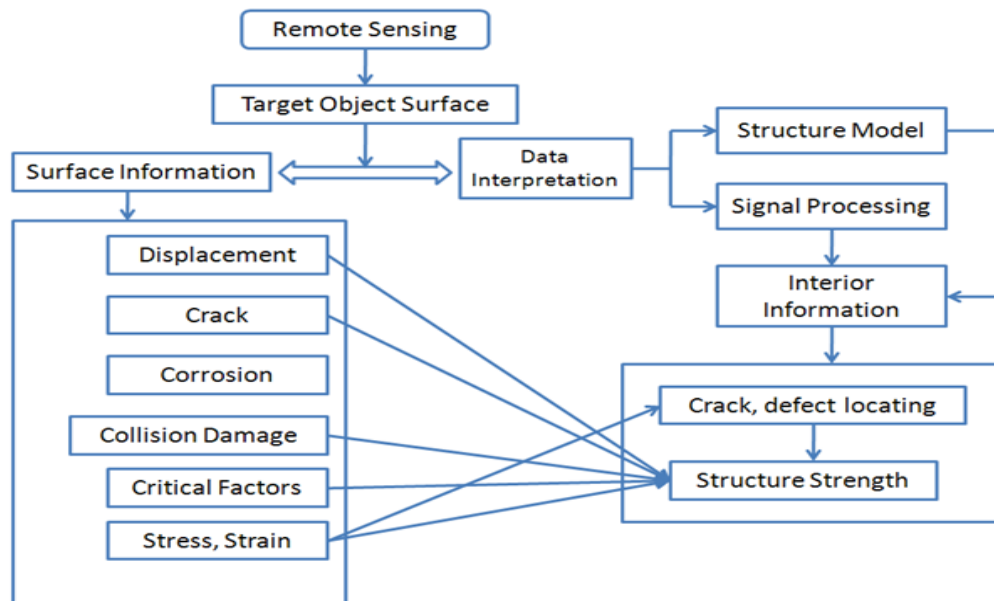 Remote Sensing
Target Object Surface
Surface Information
Data
Interpretation
Structure Model
Signal Processing
Interior
Information
Displacement
Crack
Corrosion
Collision Damage
Critical Factors
Stress, Strain
Crack, defect locating
Structure Strength